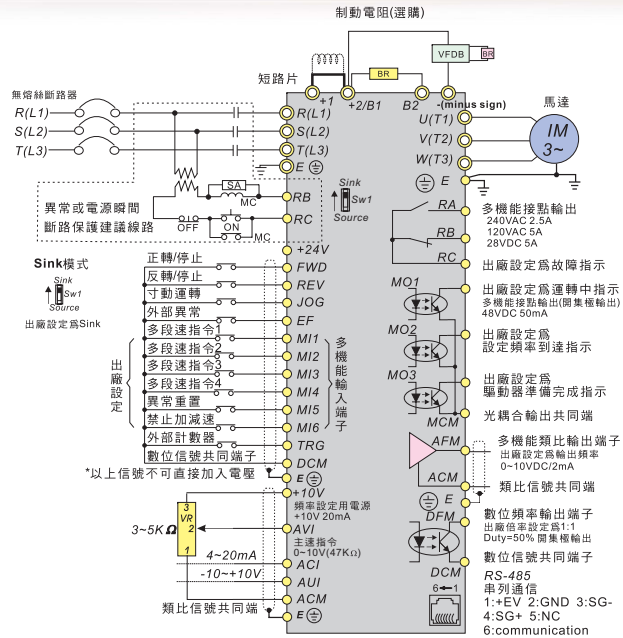 制動電阻(選購)
VFDB
BR
BR
短路片
+1
+2/B1
B2
-(minus sign)
無熔絲斷路器
R(L1)
S(L2)
T(L3)
R(L1)
S(L2)
T(L3)
E
U(T1)
V(T2)
W(T3)
E
馬達
IM
3~
SA
MC
OFF
ON
MC
RB
RC
Sink
Sw1
Source
異常或電源瞬間
斷路保護建議線路
RA
RB
RC
多機能接點輸出
240VAC 2.5A
120VAC 5A
28VDC 5A
出廠設定為故障指示
Sink模式
Sink
Sw1
Source
出廠設定為Sink
+24V
正轉/停止
FWD
反轉/停止
REV
寸動運轉
JOG
外部異常
EF
多段速指令1
MI1
多段速指令2
MI2
多段速指令3
MI3
多段速指令4
MI4
異常重置
MI5
禁止加減速
MI6
外部計數器
TRG
數位信號共同端子
DCM
出廠設定
多機能輸入端子
*以上信號不可直接加入電壓
E
MO1
出廠設定為運轉中指示
多機能接點輸出(開集極輸出)
48VDC 50mA
MO2
出廠設定為
設定頻率到達指示
MO3
出廠設定為
驅動器準備完成指示
MCM
光耦合輸出共同端
AFM
多機能類比輸出端子
出廠設定為輸出頻率
0~10VDC/2mA
ACM
類比信號共同端
E
DFM
數位頻率輸出端子
出廠倍率設定為1:1
Duty=50% 開集極輸出
DCM
數位信號共同端子
+10V
頻率設定用電源
+10V 20mA
3
VR
2
1
3~5KΩ
AVI
主速指令
0~10V(47KΩ)
4~20mA
ACI
-10~+10V
AUI
ACM
類比信號共同端
E
6←1
RS-485
串列通信
1:+EV 2:GND 3:SG-
4:SG+ 5:NC
6:communication